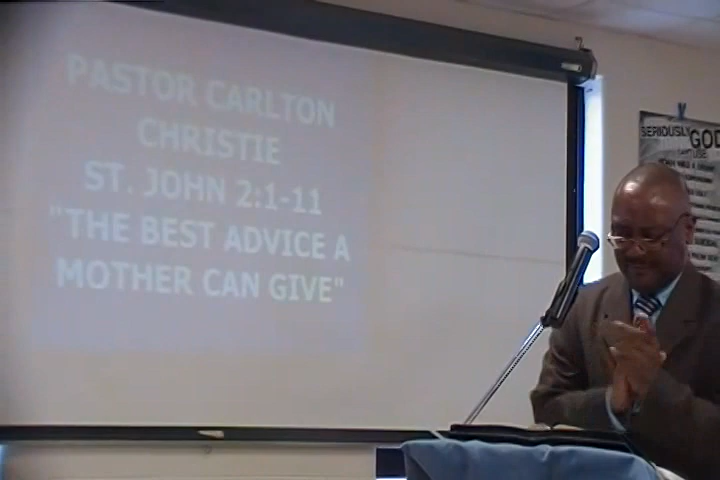 PASTOR CARLTON
CHRISTIE
ST. JOHN 2:1-11
"THE BEST ADVICE A
MOTHER CAN GIVE"
SERIOUSLY GOD